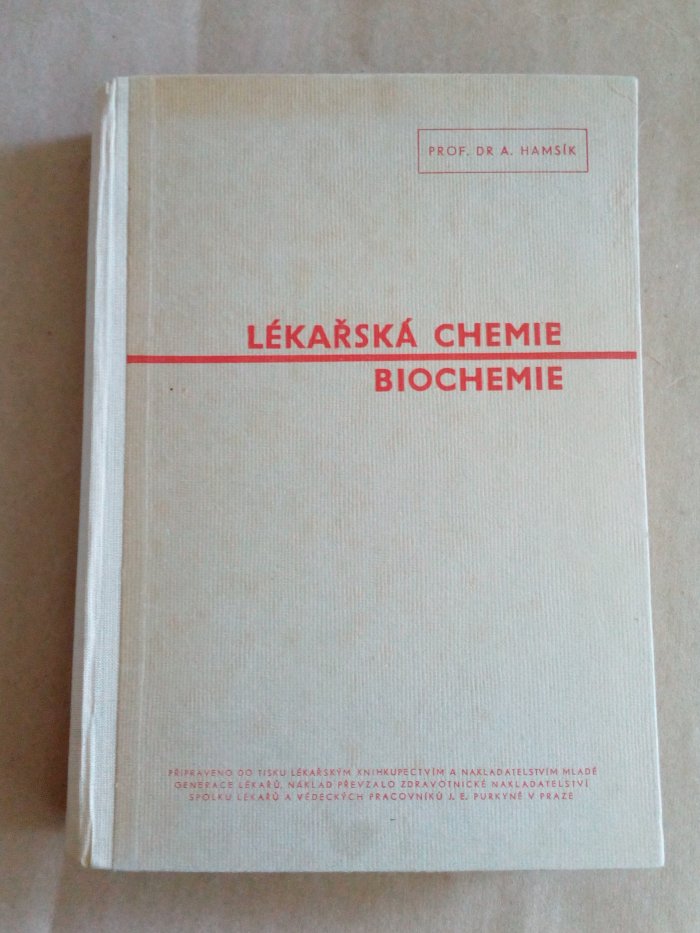 PROF. DR A. HAMSÍK
LÉKAŘSKÁ CHEMIE
BIOCHEMIE
PŘIPRAVENO DO TISKU LÉKAŘSKÝM KNIHKUPECTVÍM A NAKLADATELSTVÍM MLADÉ
GENERACE LÉKAŘŮ. NÁKLAD PŘEVZALO ZDRAVOTNICKÉ NAKLADATELSTVÍ
SPOLKU LÉKAŘŮ A VĚDECKÝCH PRACOVNÍKŮ J. E. PURKYNĚ V PRAZE